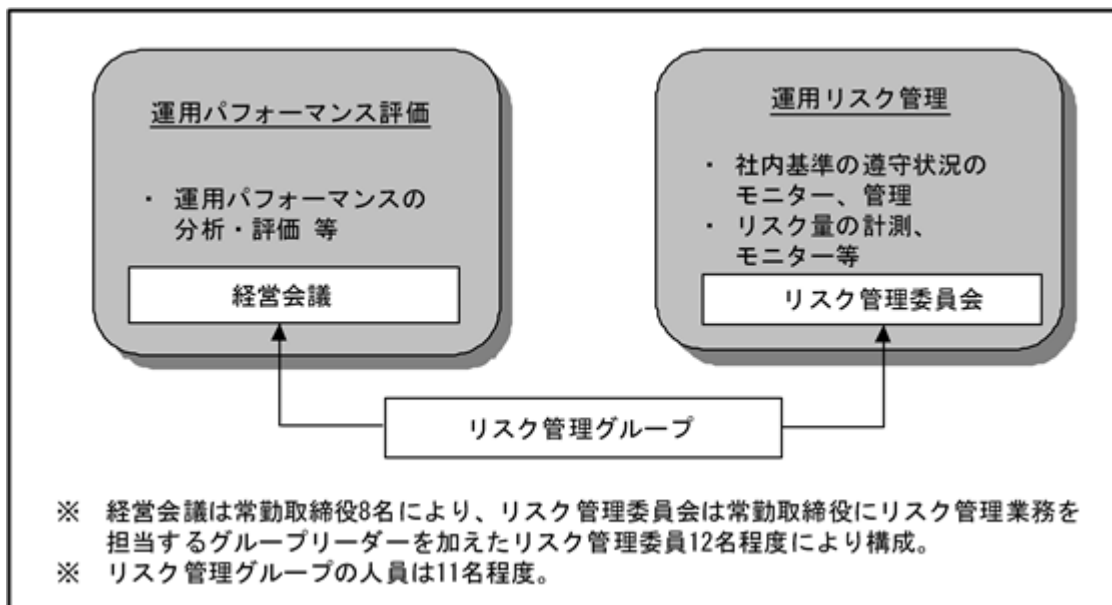 運用パフォーマンス評価
・ 運用パフォーマンスの
分析・評価 等
経営会議
運用リスク管理
・ 社内基準の遵守状況の
モニター、管理
・ リスク量の計測、
モニター等
リスク管理委員会
リスク管理グループ
※ 経営会議は常勤取締役8名により、リスク管理委員会は常勤取締役にリスク管理業務を
担当するグループリーダーを加えたリスク管理委員12名程度により構成。
※ リスク管理グループの人員は11名程度。